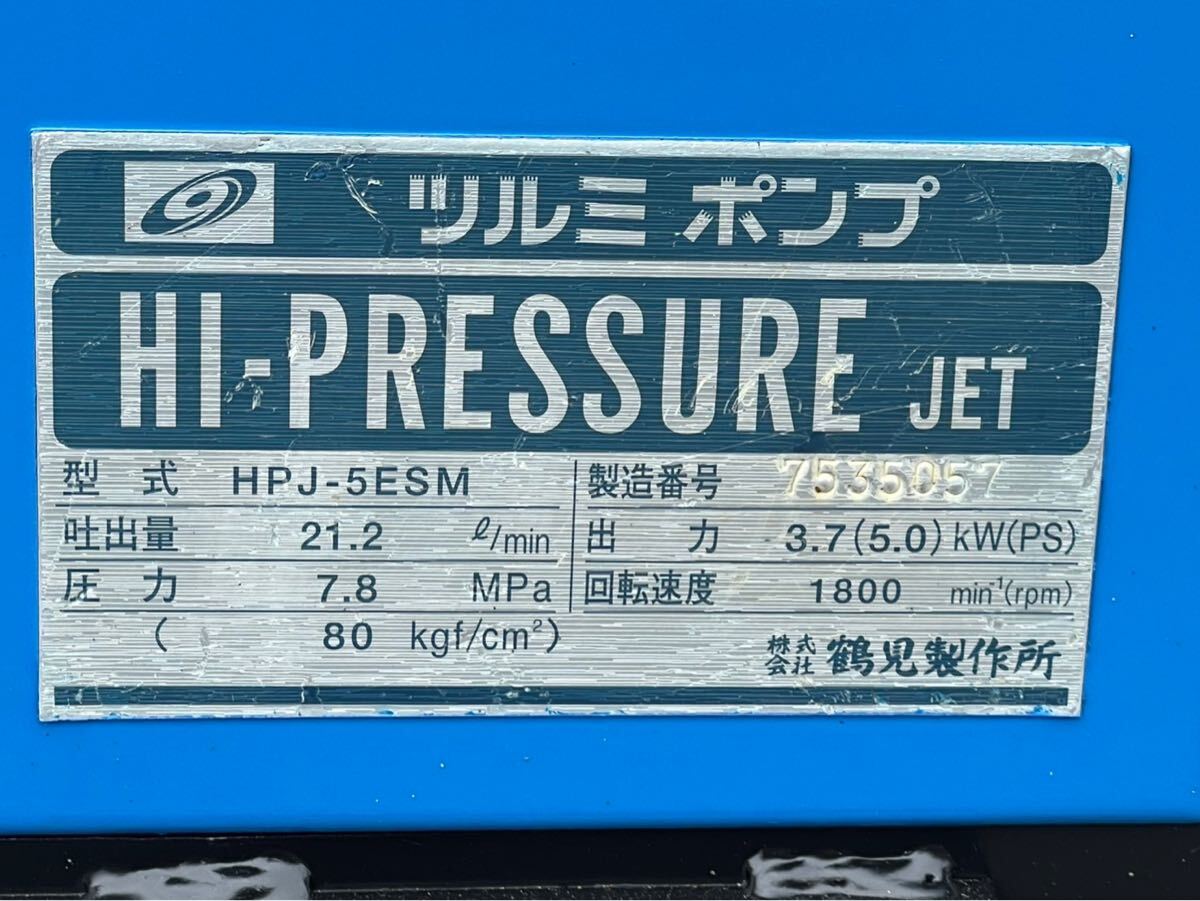 ツルミポンプ
HI-PRESSURE JET
型式 HPJ-5ESM 製造番号 7535057
吐出量 21.2 ℓ/min 出力 3.7(5.0) kW(PS)
圧力 7.8 MPa 回転速度 1800 min⁻¹(rpm)
( 80 kgf/cm²)
株式会社 鶴見製作所